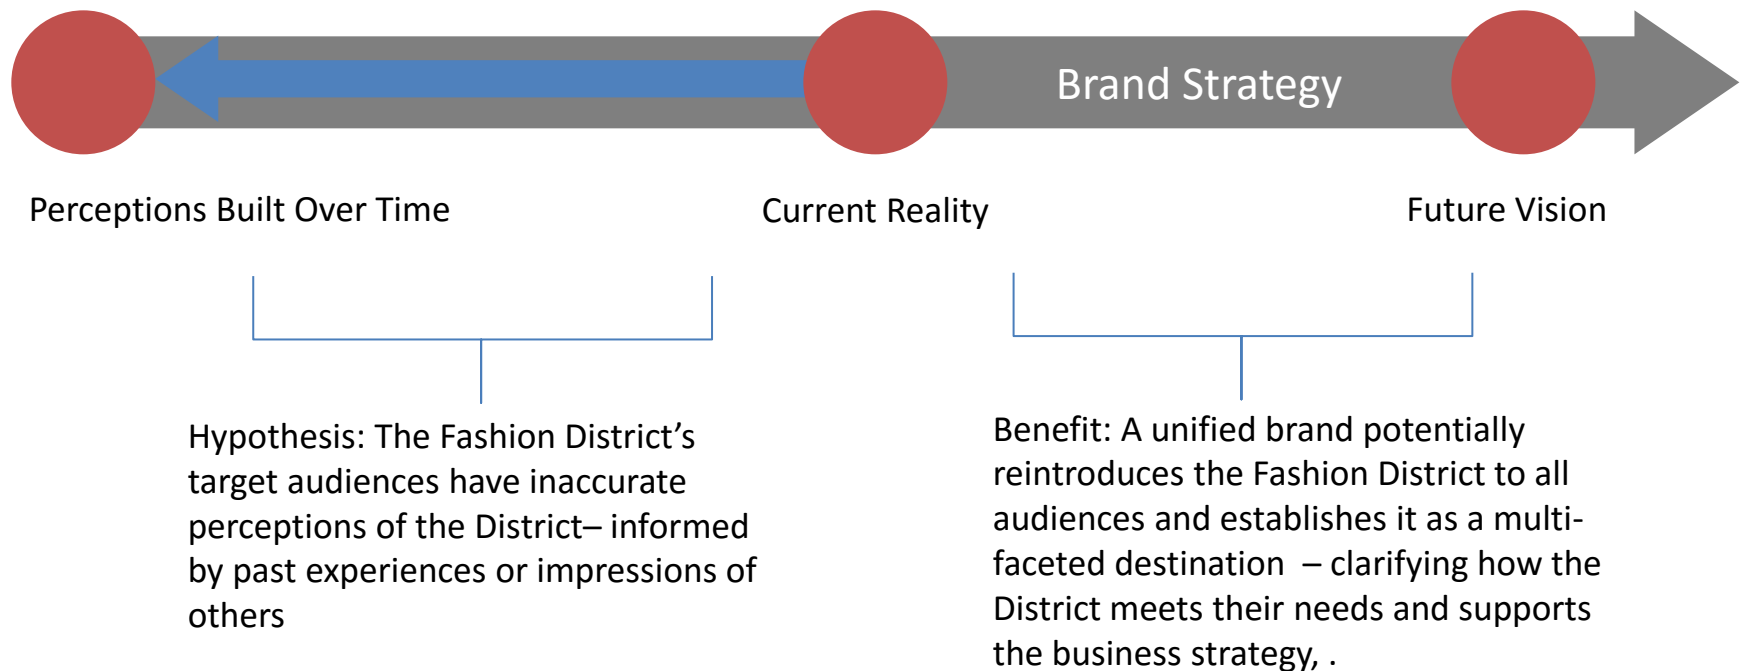 Brand Strategy
Perceptions Built Over Time
Current Reality
Future Vision
Hypothesis: The Fashion District’s
target audiences have inaccurate
perceptions of the District– informed
by past experiences or impressions of
others
Benefit: A unified brand potentially
reintroduces the Fashion District to all
audiences and establishes it as a multi-
faceted destination  – clarifying how the
District meets their needs and supports
the business strategy, .